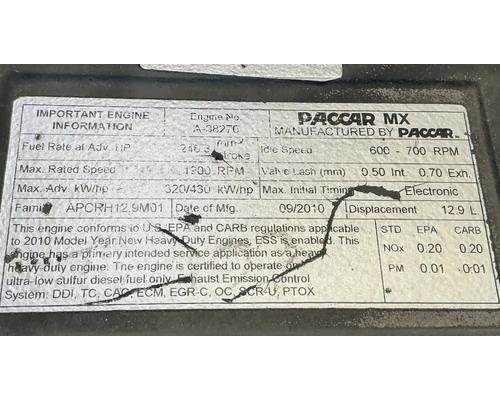 IMPORTANT ENGINE INFORMATION
Engine No.
A-38276
PACCAR MX
MANUFACTURED BY PACCAR
Fuel Rate at Adv. HP
Idle Speed 600 - 700 RPM
Max. Rated Speed RPM
Valve Lash (mm) 0.50 Int. 0.70 Exh.
Max. Adv. kW/hp 320/430 kW/hp
Max. Initial Timing Electronic
Family APCRH12.9M01 Date of Mfg. 09/2010 Displacement 12.9 L
This engine conforms to U.S. EPA and CARB regulations applicable
to 2010 Model Year New Heavy-Duty Engines, ESS is enabled. This
engine has a primary intended service application as a heavy
heavy-duty engine. The engine is certified to operate on
ultra-low sulfur diesel fuel only. Exhaust Emission Control
System: DDI, TC, CAC, ECM, EGR-C, OC, SCR-U, PTOX
STD EPA CARB
NOx 0.20 0.20
PM 0.01 0.01